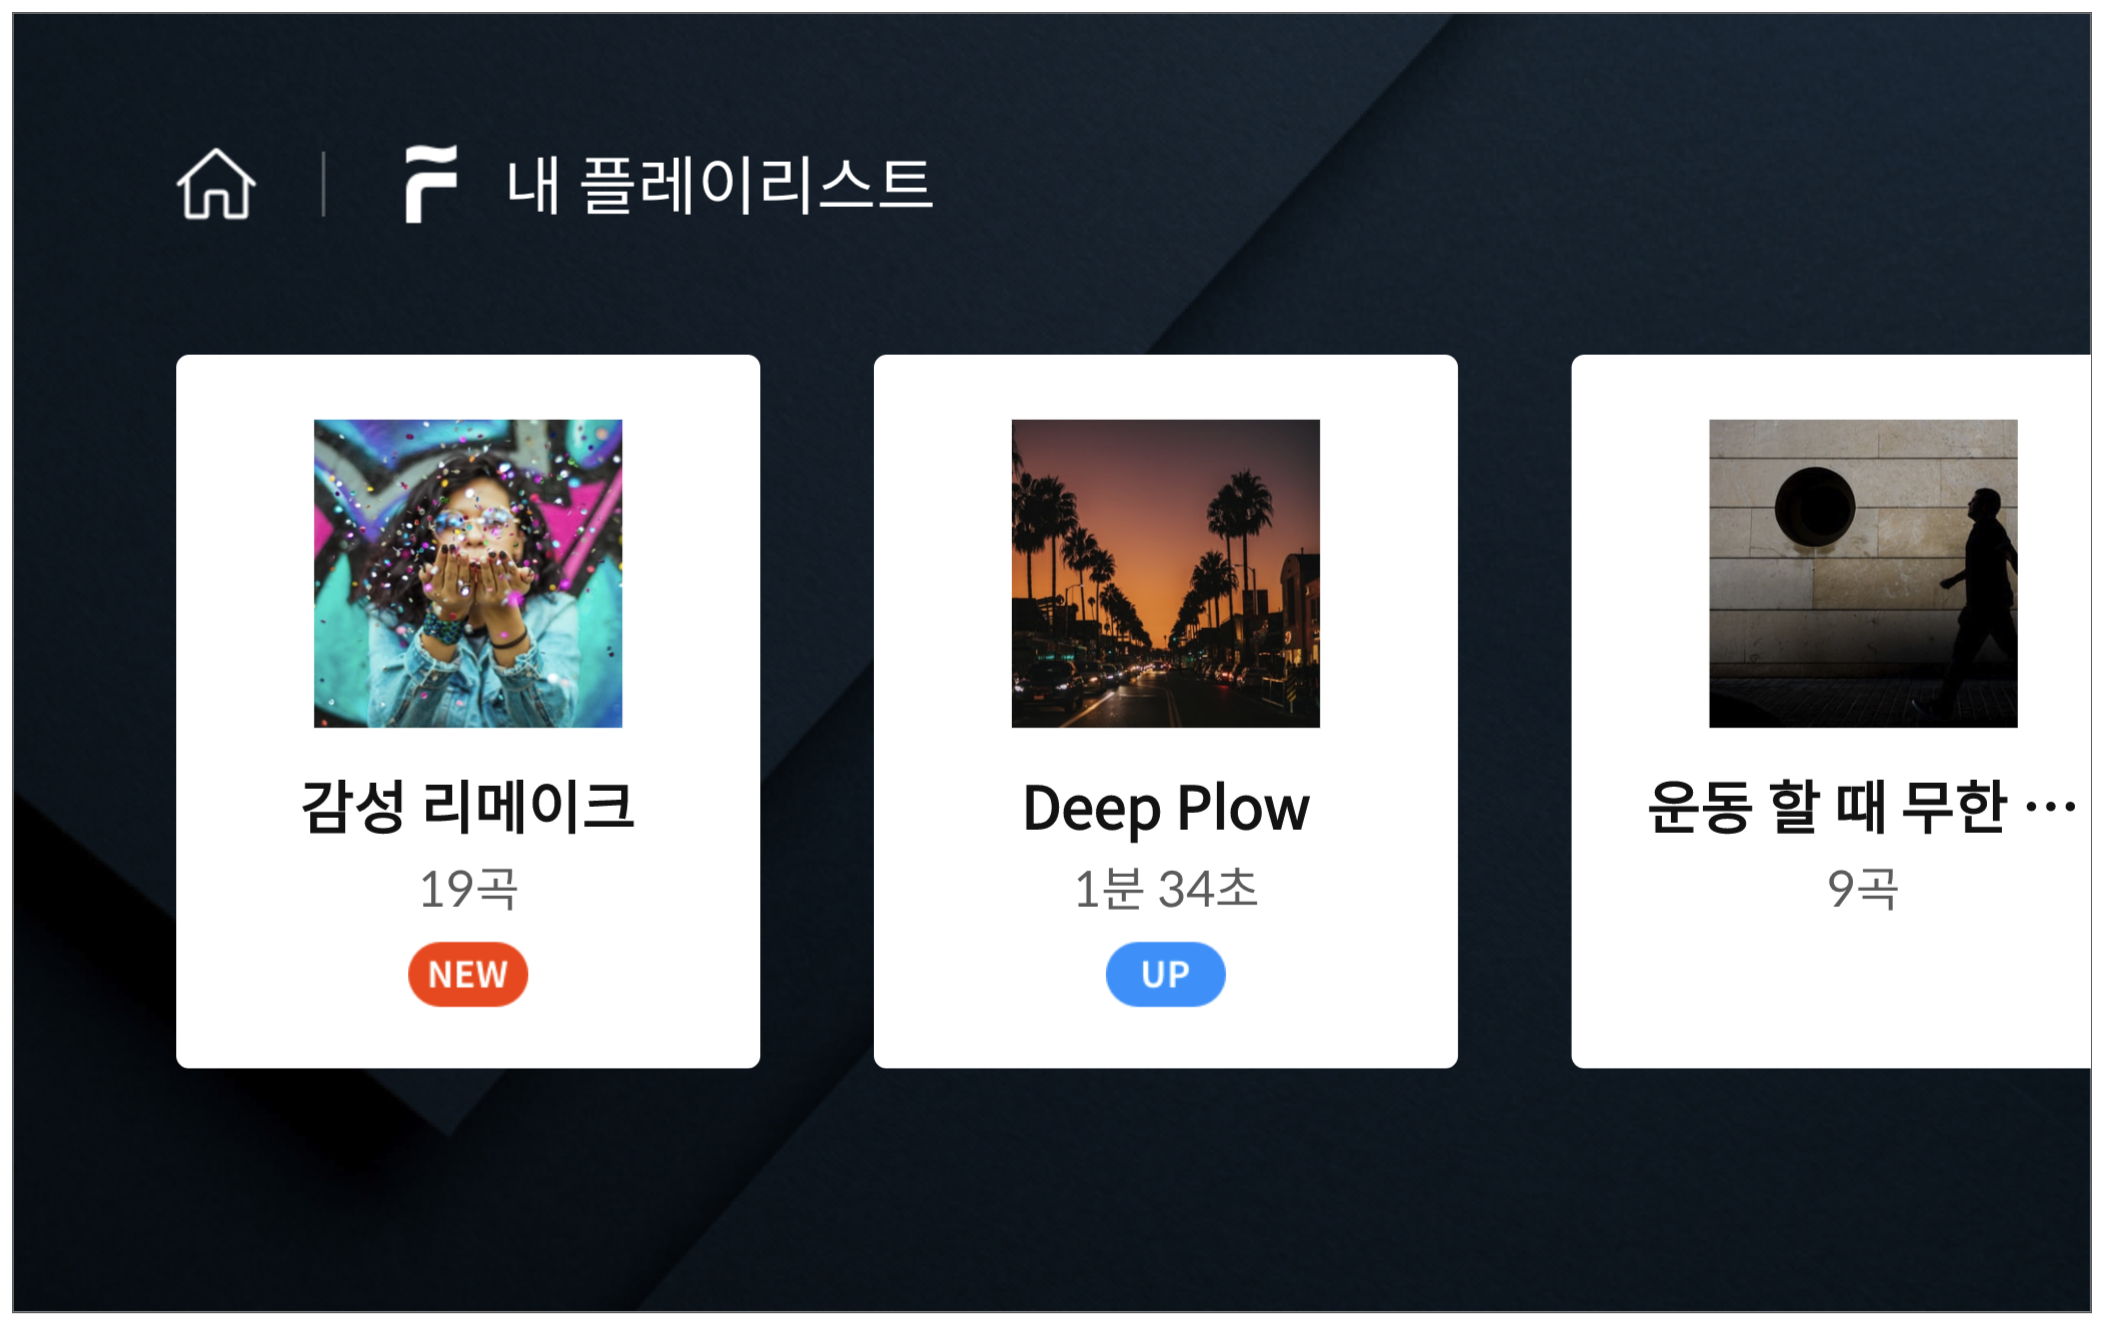 내 플레이리스트
감성 리메이크
19곡
NEW
Deep Plow
1분 34초
UP
운동 할 때 무한 ···
9곡